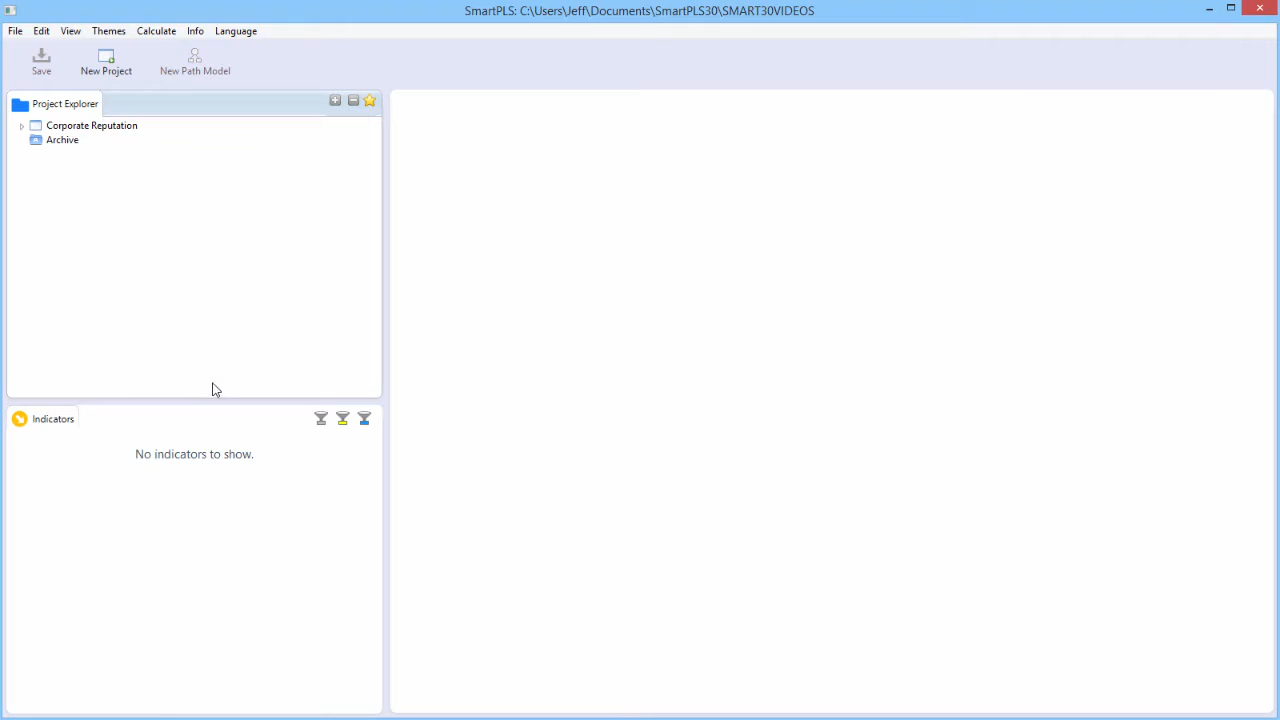 SmartPLS: C:\Users\Jeff\Documents\SmartPLS30\SMART30VIDEOS
File Edit View Themes Calculate Info Language
Save New Project New Path Model
Project Explorer
Corporate Reputation
Archive
Indicators
No indicators to show.